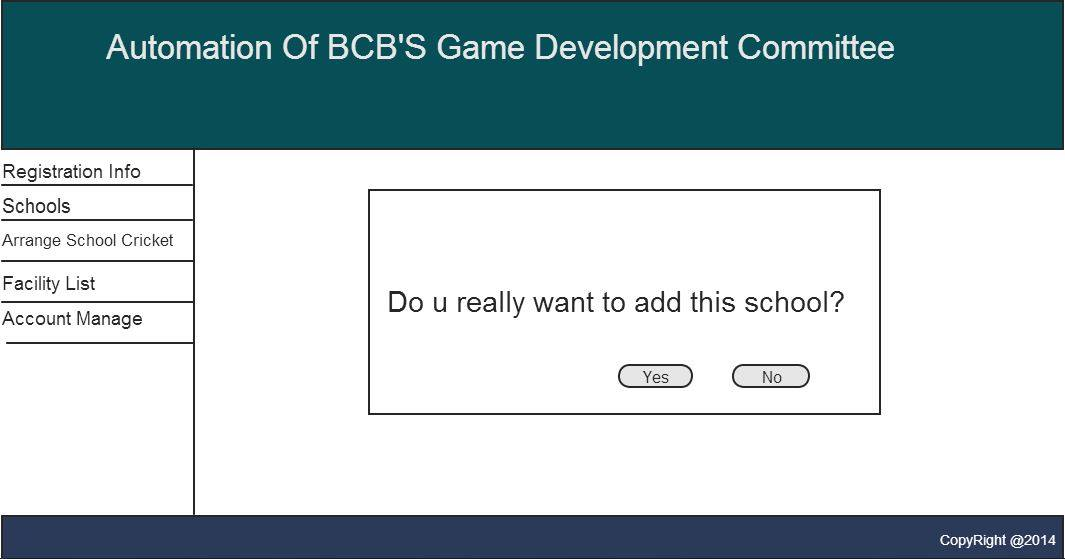 Automation Of BCB'S Game Development Committee
Registration Info
Schools
Arrange School Cricket
Facility List
Account Manage
Do u really want to add this school?
Yes No
CopyRight @2014